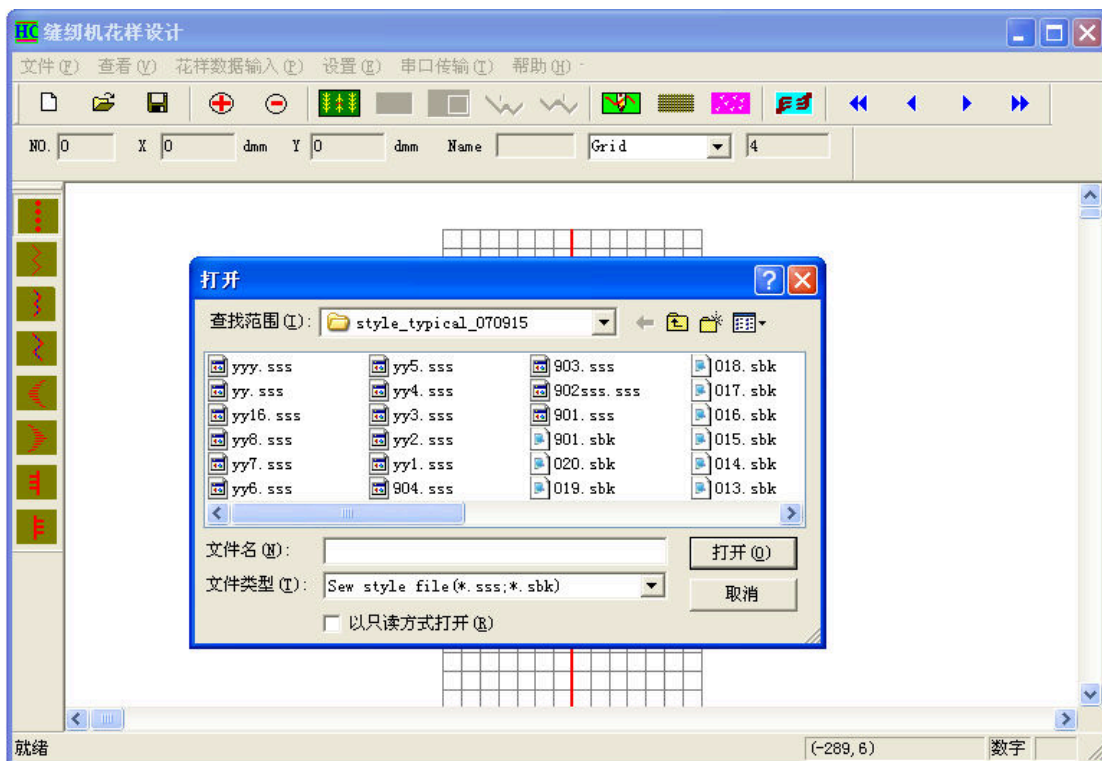 HC 缝纫机花样设计
文件(F) 查看(V) 花样数据输入(P) 设置(E) 串口传输(T) 帮助(H)
NO. 0 X 0 dmm Y 0 dmm Name Grid 4
打开
查找范围(I): style_typical_070915
yyy.sss yy5.sss 903.sss 018.sbk
yy.sss yy4.sss 902sss.sss 017.sbk
yy16.sss yy3.sss 901.sss 016.sbk
yy8.sss yy2.sss 901.sbk 015.sbk
yy7.sss yy1.sss 020.sbk 014.sbk
yy6.sss 904.sss 019.sbk 013.sbk
文件名(N): 打开(O)
文件类型(T): Sew style file(*.sss;*.sbk) 取消
以只读方式打开(R)
就绪 (-289,6) 数字